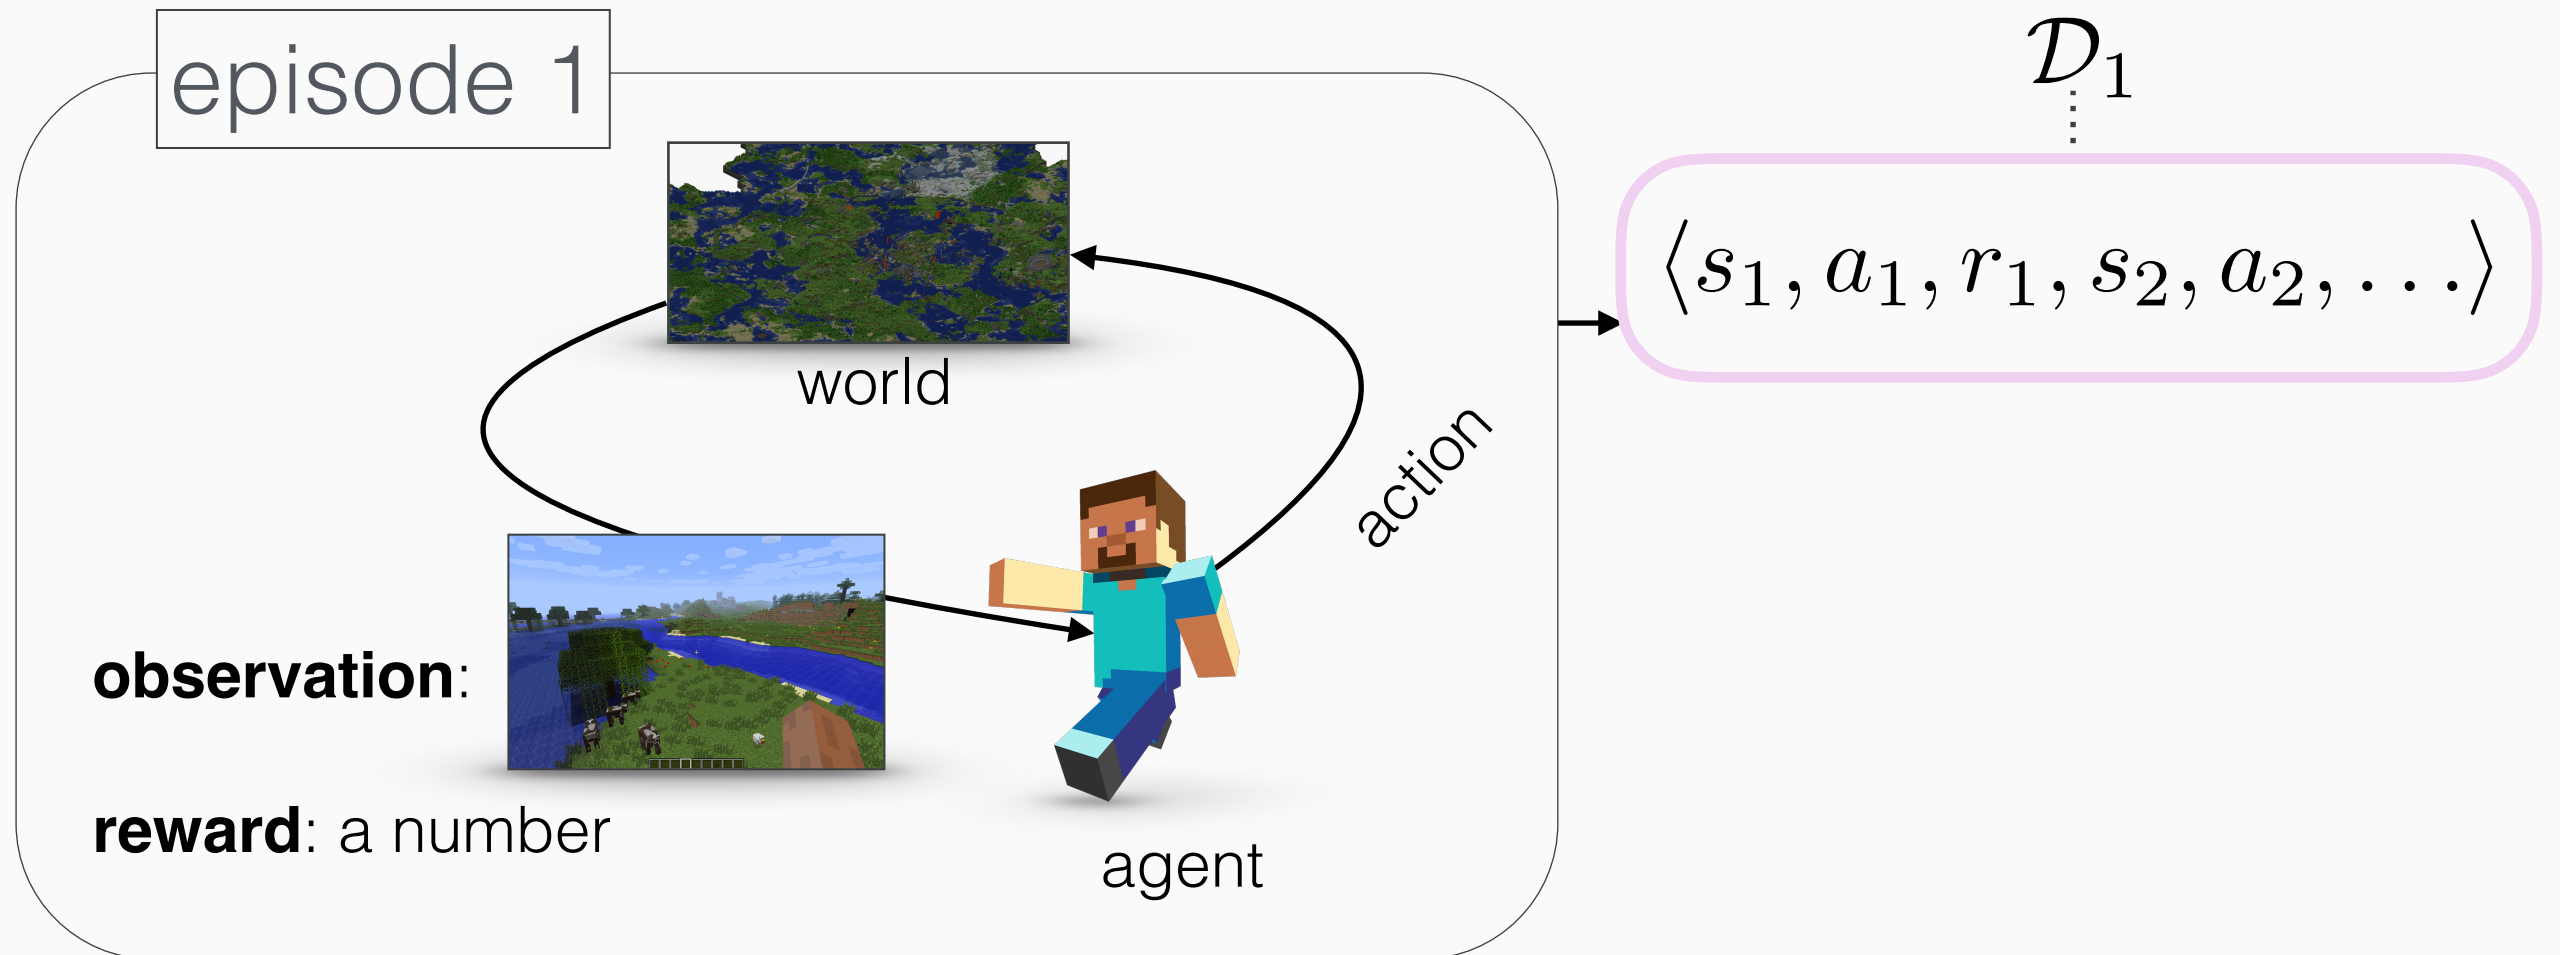 episode 1
world
action
observation:
reward: a number
agent
𝒟₁
⟨s₁, a₁, r₁, s₂, a₂, . . .⟩